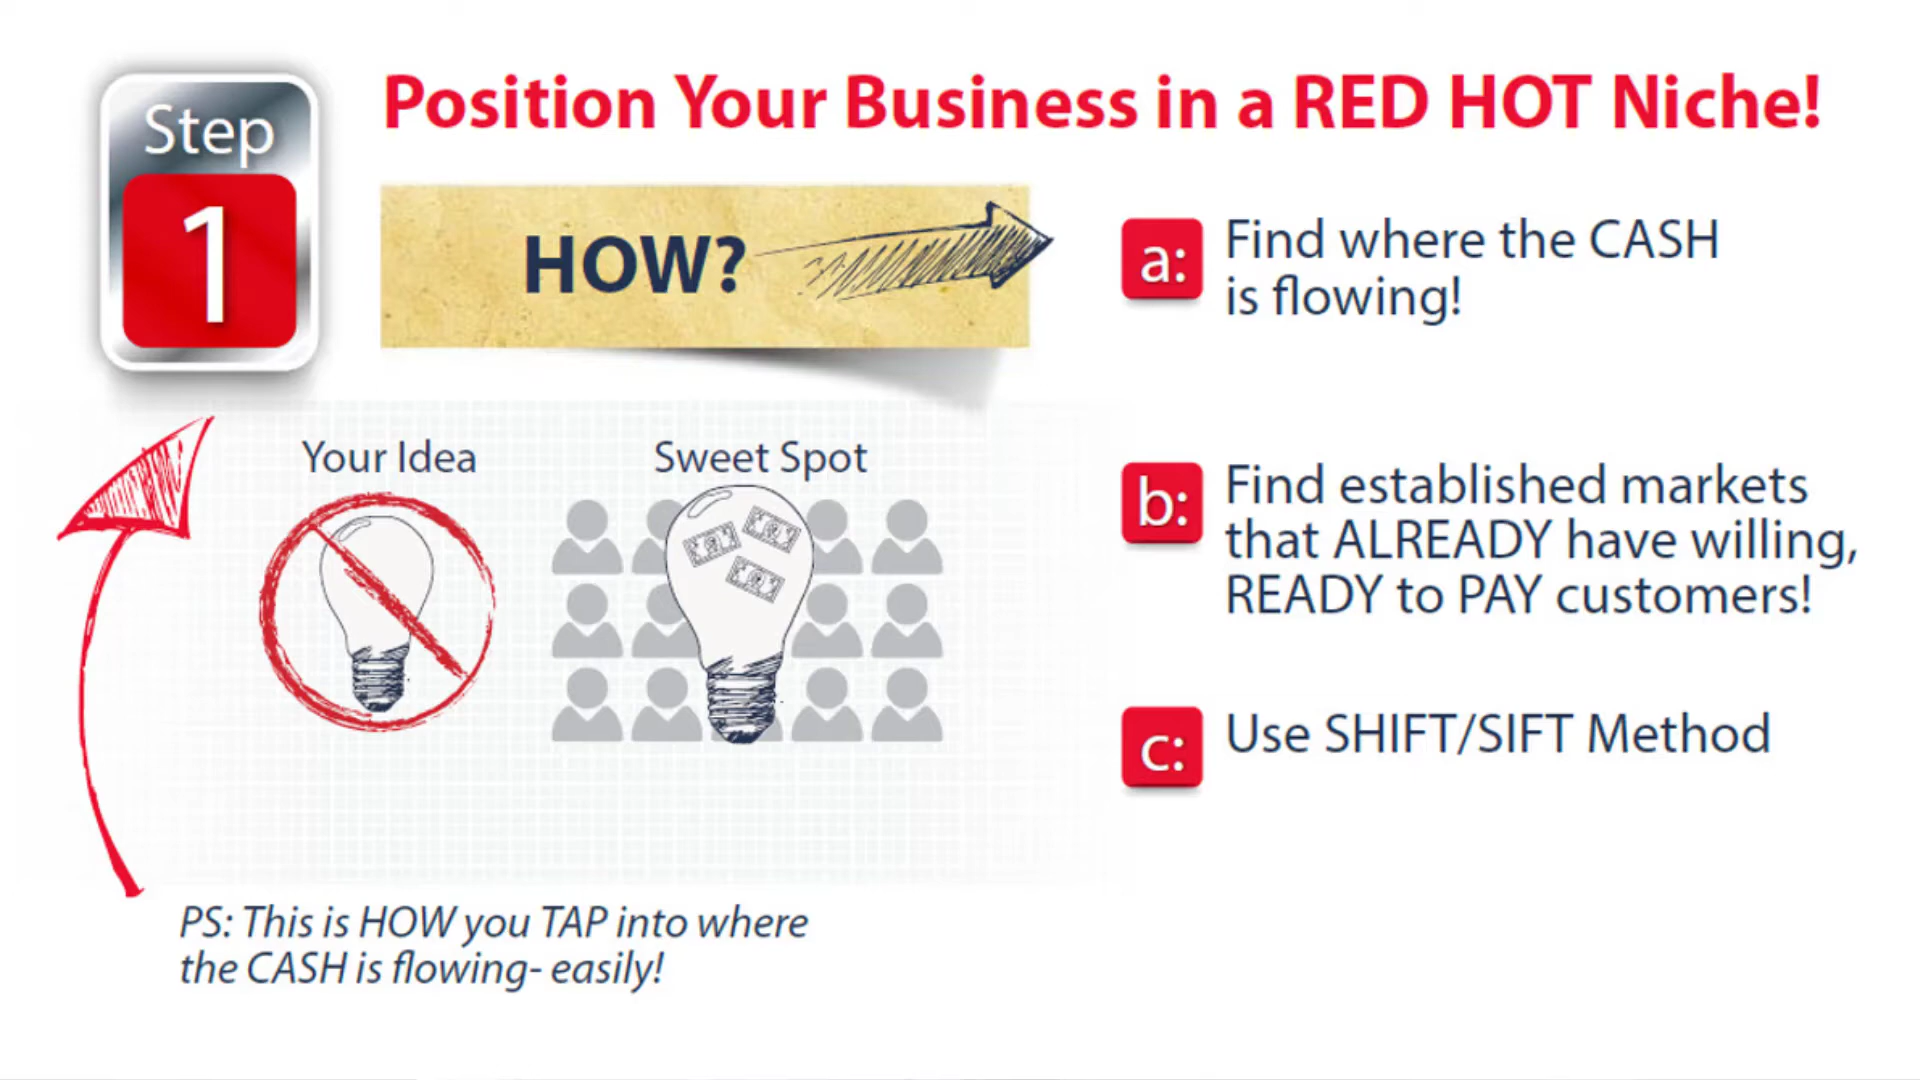 Step
1
Position Your Business in a RED HOT Niche!
HOW?
a:
Find where the CASH
is flowing!
b:
Find established markets
that ALREADY have willing,
READY to PAY customers!
c:
Use SHIFT/SIFT Method
Your Idea
Sweet Spot
PS: This is HOW you TAP into where
the CASH is flowing- easily!